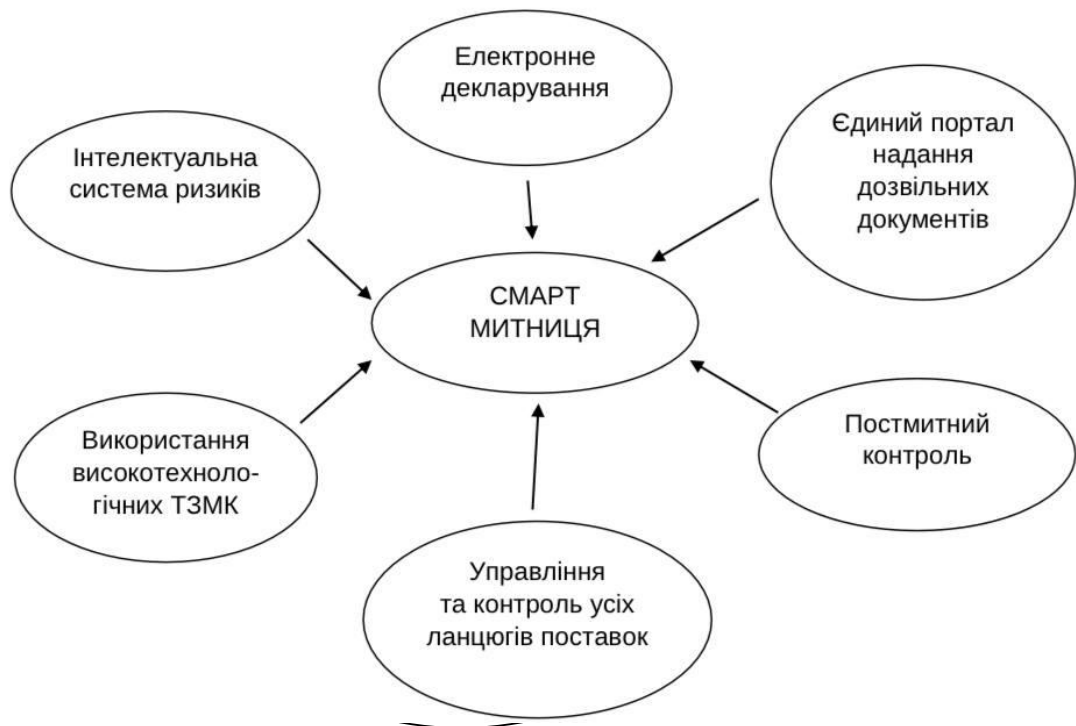 Електронне
декларування
Інтелектуальна
система ризиків
Єдиний портал
надання
дозвільних
документів
СМАРТ
МИТНИЦЯ
Використання
високотехноло-
гічних ТЗМК
Постмитний
контроль
Управління
та контроль усіх
ланцюгів поставок